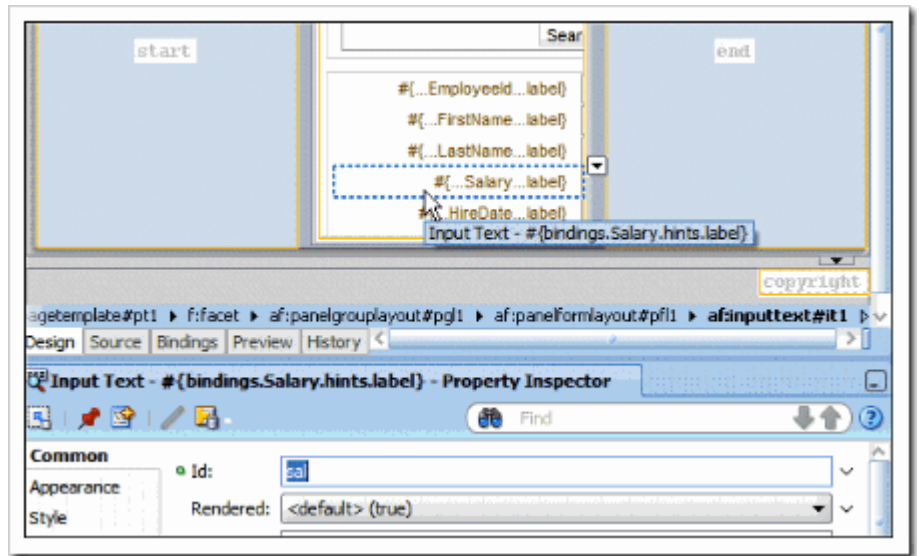 Sear
start
end
#{...EmployeeId...label}
#{...FirstName...label}
#{...LastName...label}
#{...Salary...label}
#{...HireDate...label}
Input Text - #{bindings.Salary.hints.label}
copyright
agetemplate#pt1 ▸ f:facet ▸ af:panelgrouplayout#pgl1 ▸ af:panelformlayout#pfl1 ▸ af:inputtext#it1
Design Source Bindings Preview History
Input Text - #{bindings.Salary.hints.label} - Property Inspector
Find
Common
Appearance
Style
Id: sal
Rendered: <default> (true)